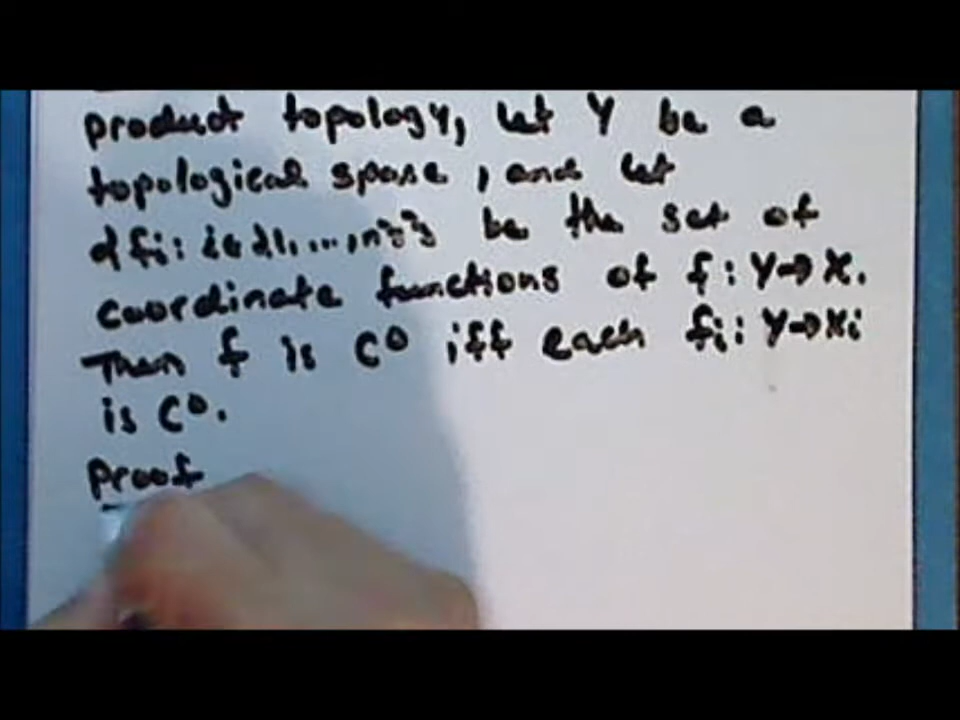 product topology, let Y be a
topological space, and let
{fi: i∈{1,...,n}} be the set of
coordinate functions of f: Y→X.
Then f is C⁰ iff each fi: Y→Xi
is C⁰.
Proof